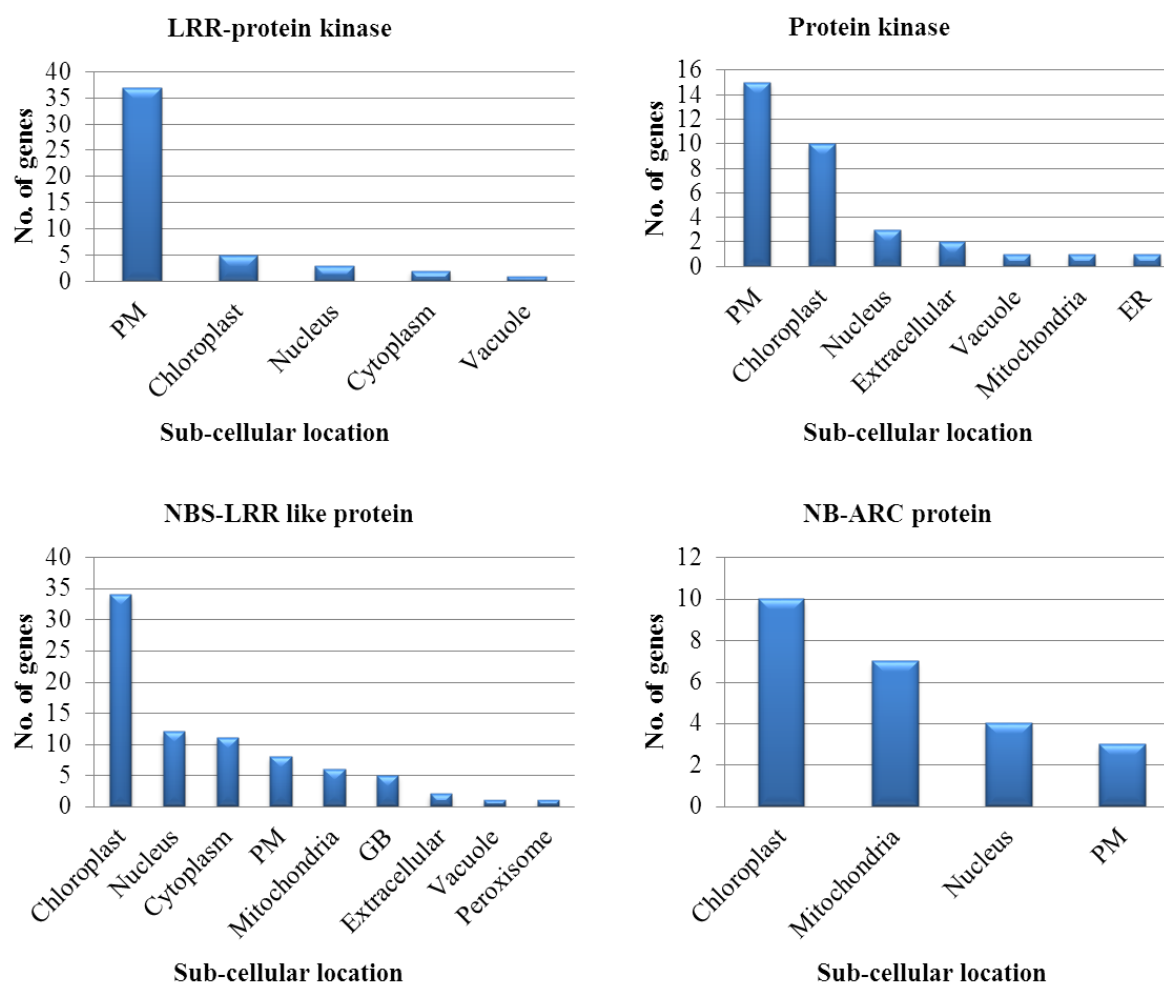 LRR-protein kinase
No. of genes
40
35
30
25
20
15
10
5
0
PM
Chloroplast
Nucleus
Cytoplasm
Vacuole
Sub-cellular location
Protein kinase
No. of genes
16
14
12
10
8
6
4
2
0
PM
Chloroplast
Nucleus
Extracellular
Vacuole
Mitochondria
ER
Sub-cellular location
NBS-LRR like protein
No. of genes
40
35
30
25
20
15
10
5
0
Chloroplast
Nucleus
Cytoplasm
PM
Mitochondria
GB
Extracellular
Vacuole
Peroxisome
Sub-cellular location
NB-ARC protein
No. of genes
12
10
8
6
4
2
0
Chloroplast
Mitochondria
Nucleus
PM
Sub-cellular location